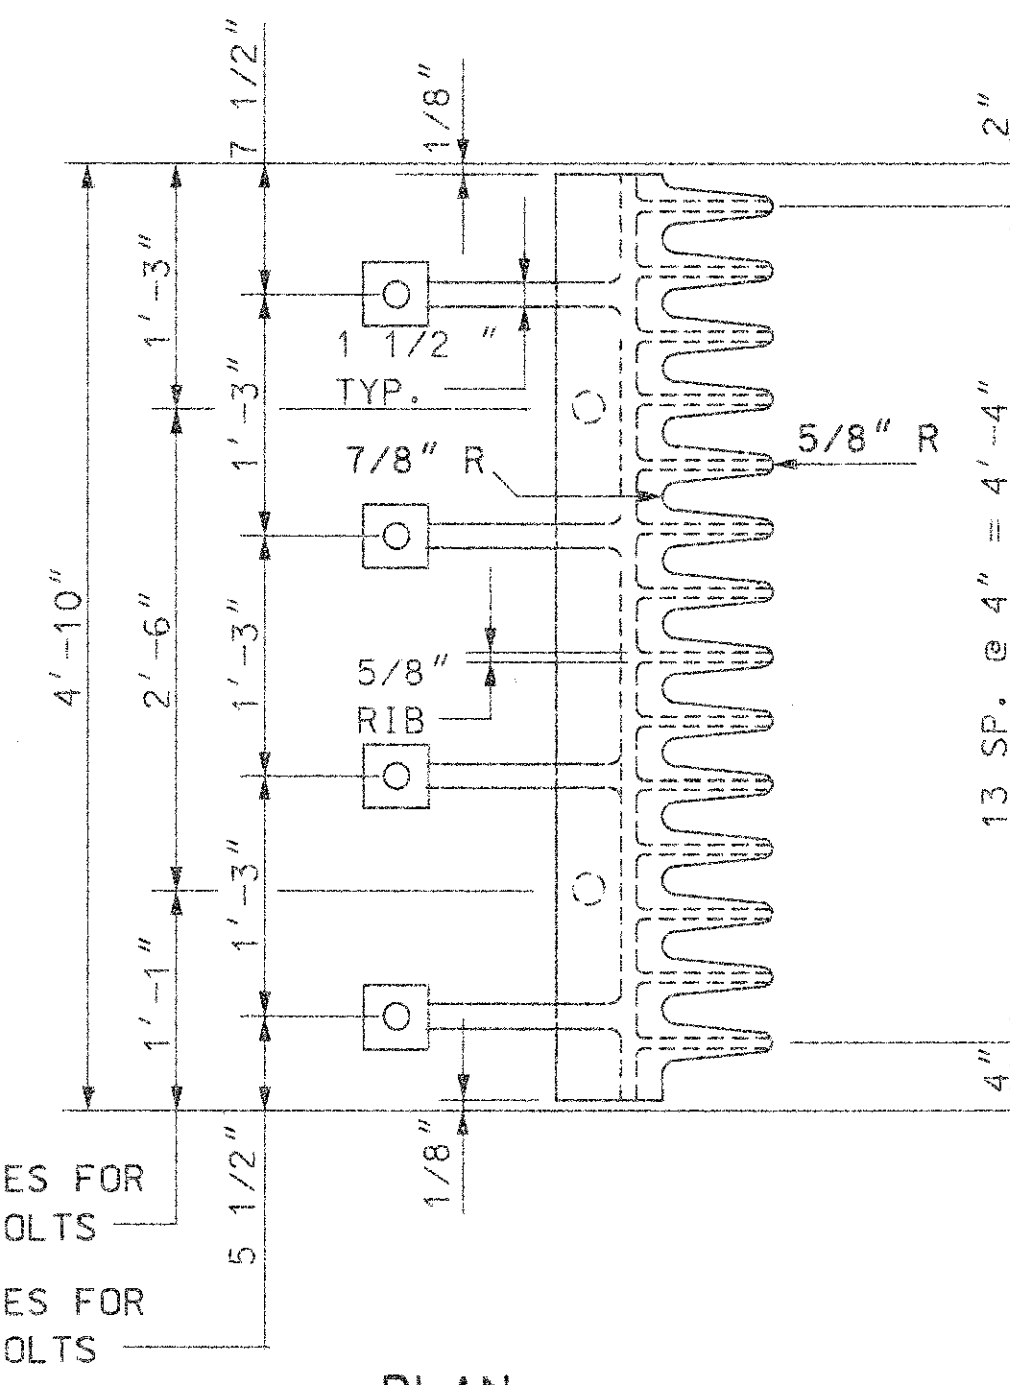 7 1/2"
1/8"
2"
1'-3"
1'-3"
1 1/2 "
TYP.
7/8" R
5/8" R
4'-10"
2'-6"
1'-3"
5/8"
RIB
13 SP. @ 4" = 4'-4"
1'-3"
1'-1"
4"
5 1/2"
1/8"
ES FOR
OLTS
ES FOR
OLTS
PLAN